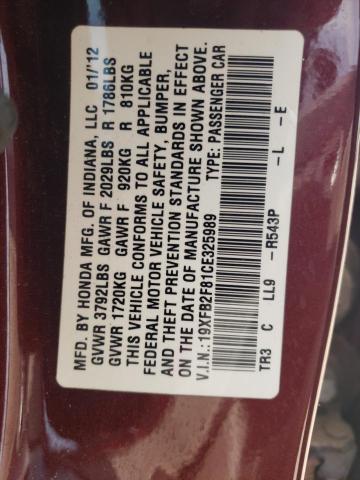 MFD. BY HONDA MFG. OF INDIANA, LLC 01/12
GVWR 3792LBS GAWR F 2029LBS R 1786LBS
GVWR 1720KG GAWR F 920KG R 810KG
THIS VEHICLE CONFORMS TO ALL APPLICABLE
FEDERAL MOTOR VEHICLE SAFETY, BUMPER,
AND THEFT PREVENTION STANDARDS IN EFFECT
ON THE DATE OF MANUFACTURE SHOWN ABOVE.
V.I.N.:19XFB2F81CE325989 TYPE: PASSENGER CAR
TR3 C LL9 -R543P -L -E